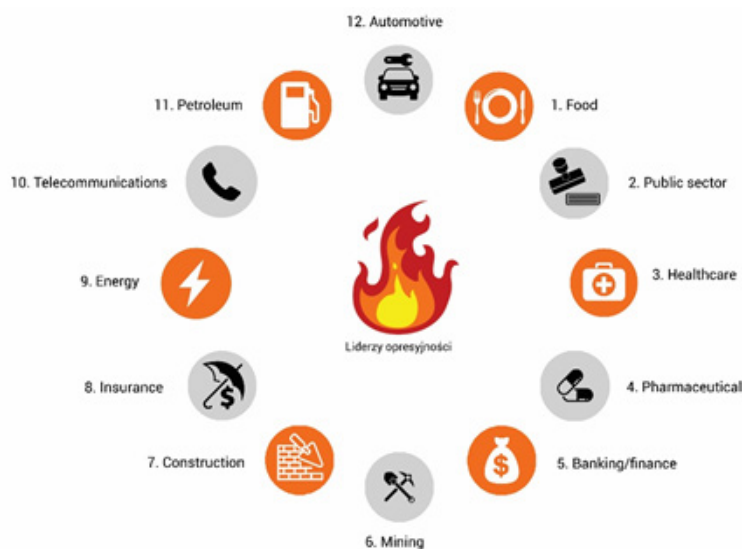 12. Automotive
11. Petroleum
1. Food
10. Telecommunications
2. Public sector
9. Energy
3. Healthcare
Liderzy opresyjności
8. Insurance
4. Pharmaceutical
7. Construction
5. Banking/finance
6. Mining
$
$